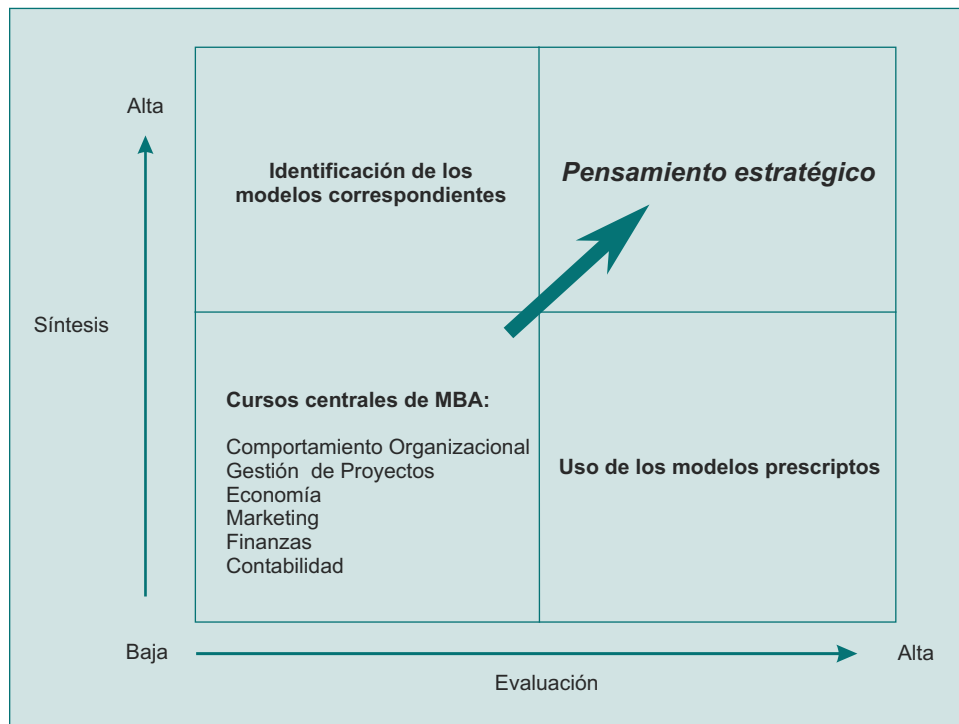 Alta
Identificación de los
modelos correspondientes
Pensamiento estratégico
Síntesis
Cursos centrales de MBA:
Comportamiento Organizacional
Gestión de Proyectos
Economía
Marketing
Finanzas
Contabilidad
Uso de los modelos prescriptos
Baja
Alta
Evaluación